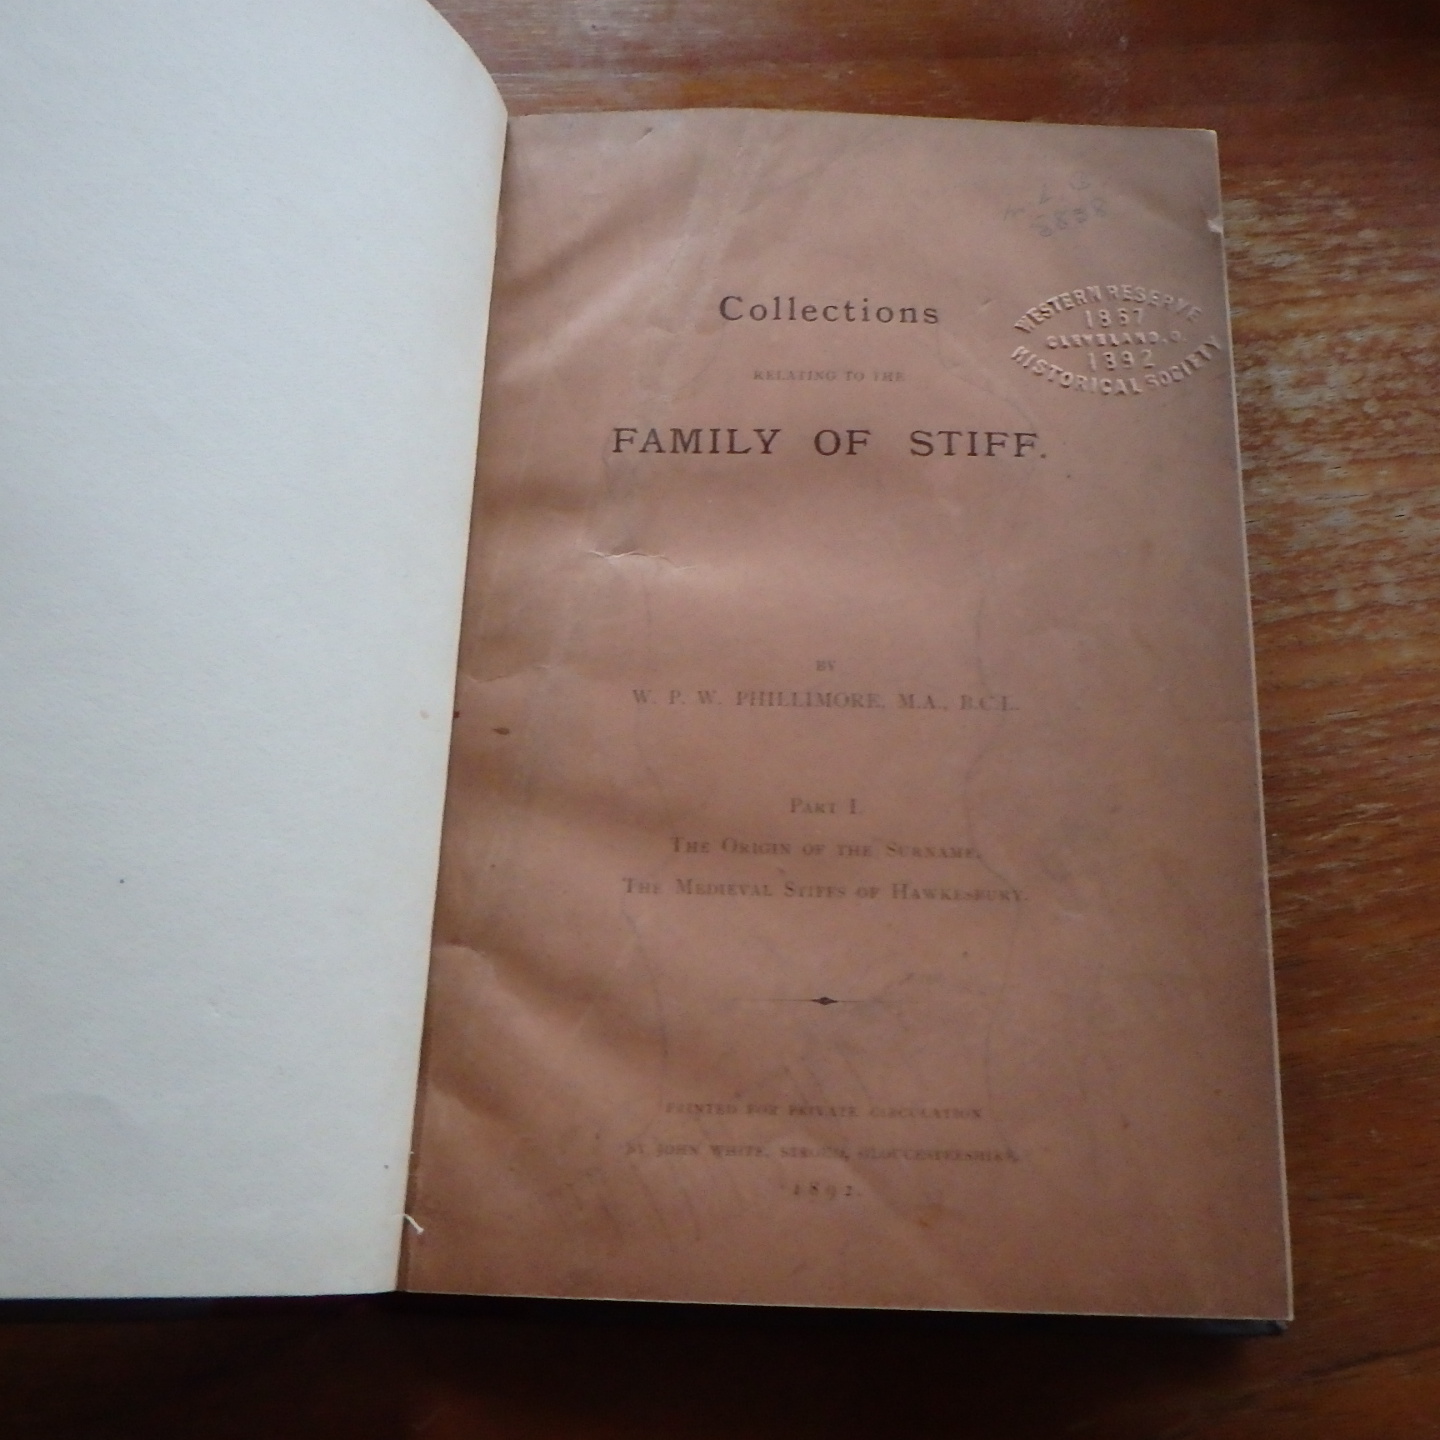 Collections
RELATING TO THE
FAMILY OF STIFF.
WESTERN RESERVE
1867
CLEVELAND, O.
1892
HISTORICAL SOCIETY
BY
W. P. W. PHILLIMORE, M.A., B.C.L.
PART I.
THE ORIGIN OF THE SURNAME.
THE MEDIEVAL STIFFS OF HAWKESBURY.
PRINTED FOR PRIVATE CIRCULATION
BY JOHN WHITE, STROUD, GLOUCESTERSHIRE.
1892.